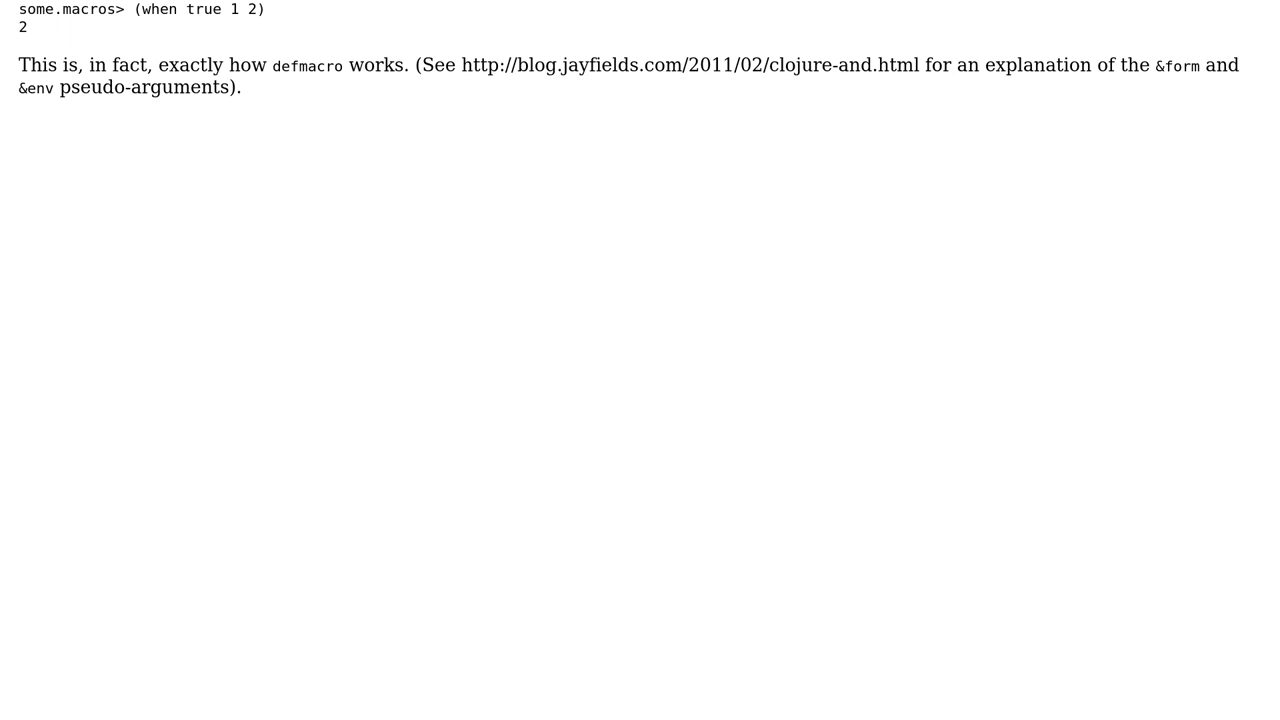 some.macros> (when true 1 2)
2
This is, in fact, exactly how defmacro works. (See http://blog.jayfields.com/2011/02/clojure-and.html for an explanation of the &form and
&env pseudo-arguments).